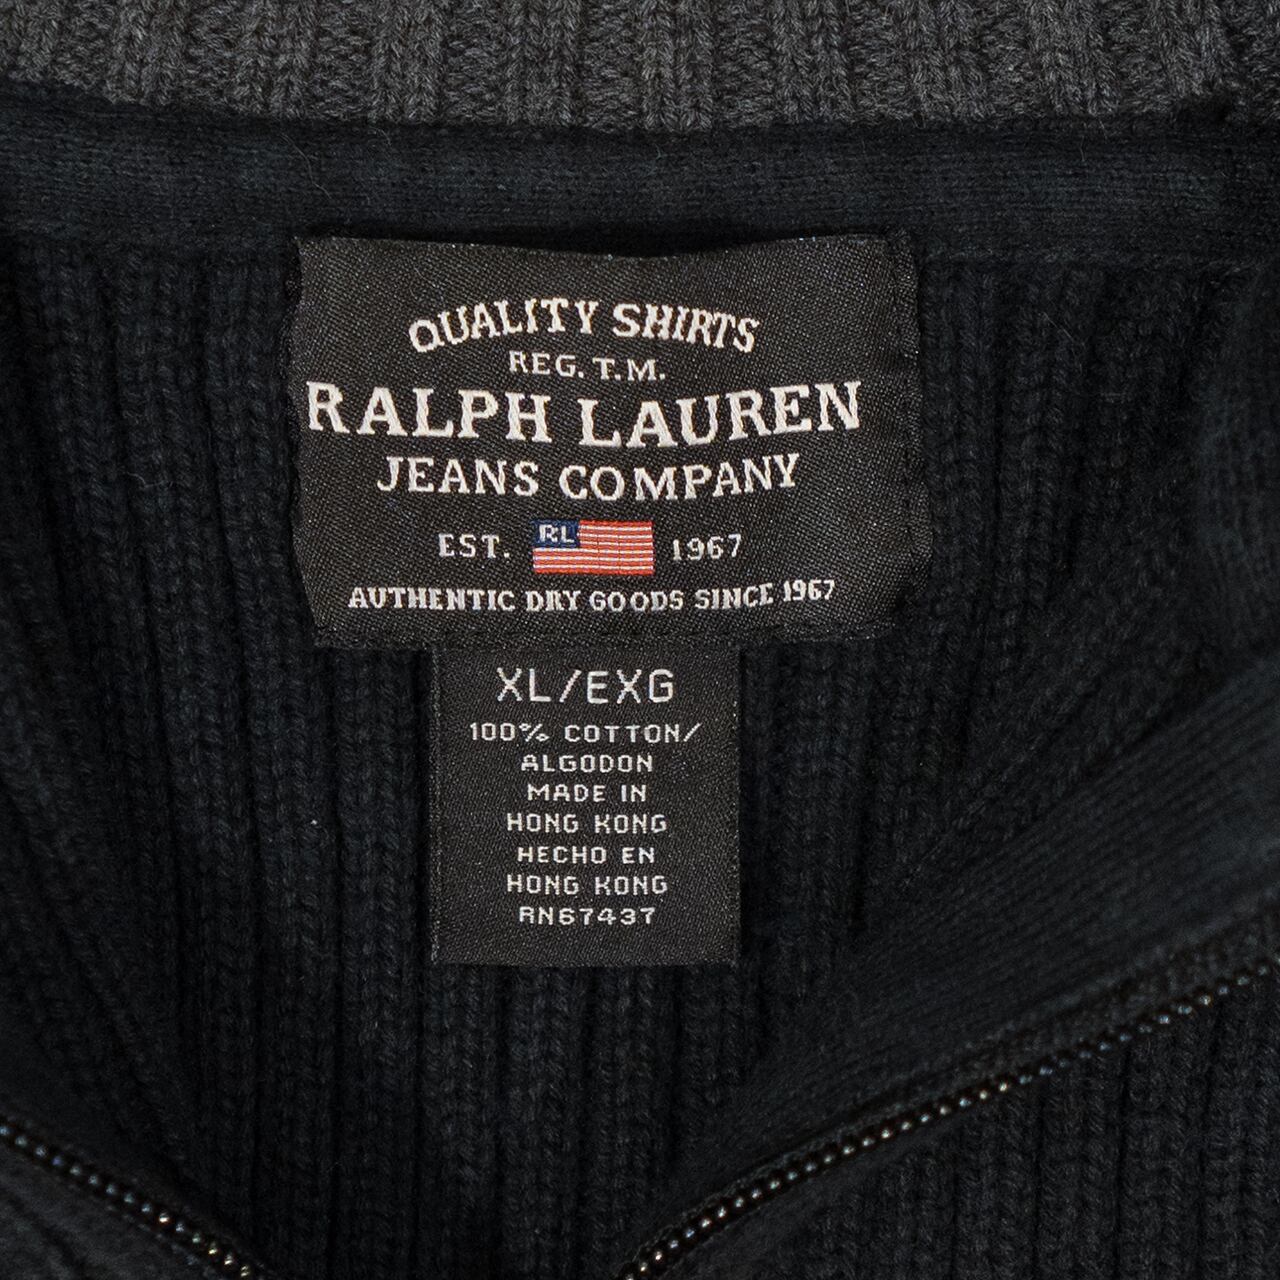 QUALITY SHIRTS
REG. T.M.
RALPH LAUREN
JEANS COMPANY
EST. RL 1967
AUTHENTIC DRY GOODS SINCE 1967
XL/EXG
100% COTTON/
ALGODON
MADE IN
HONG KONG
HECHO EN
HONG KONG
RN67437